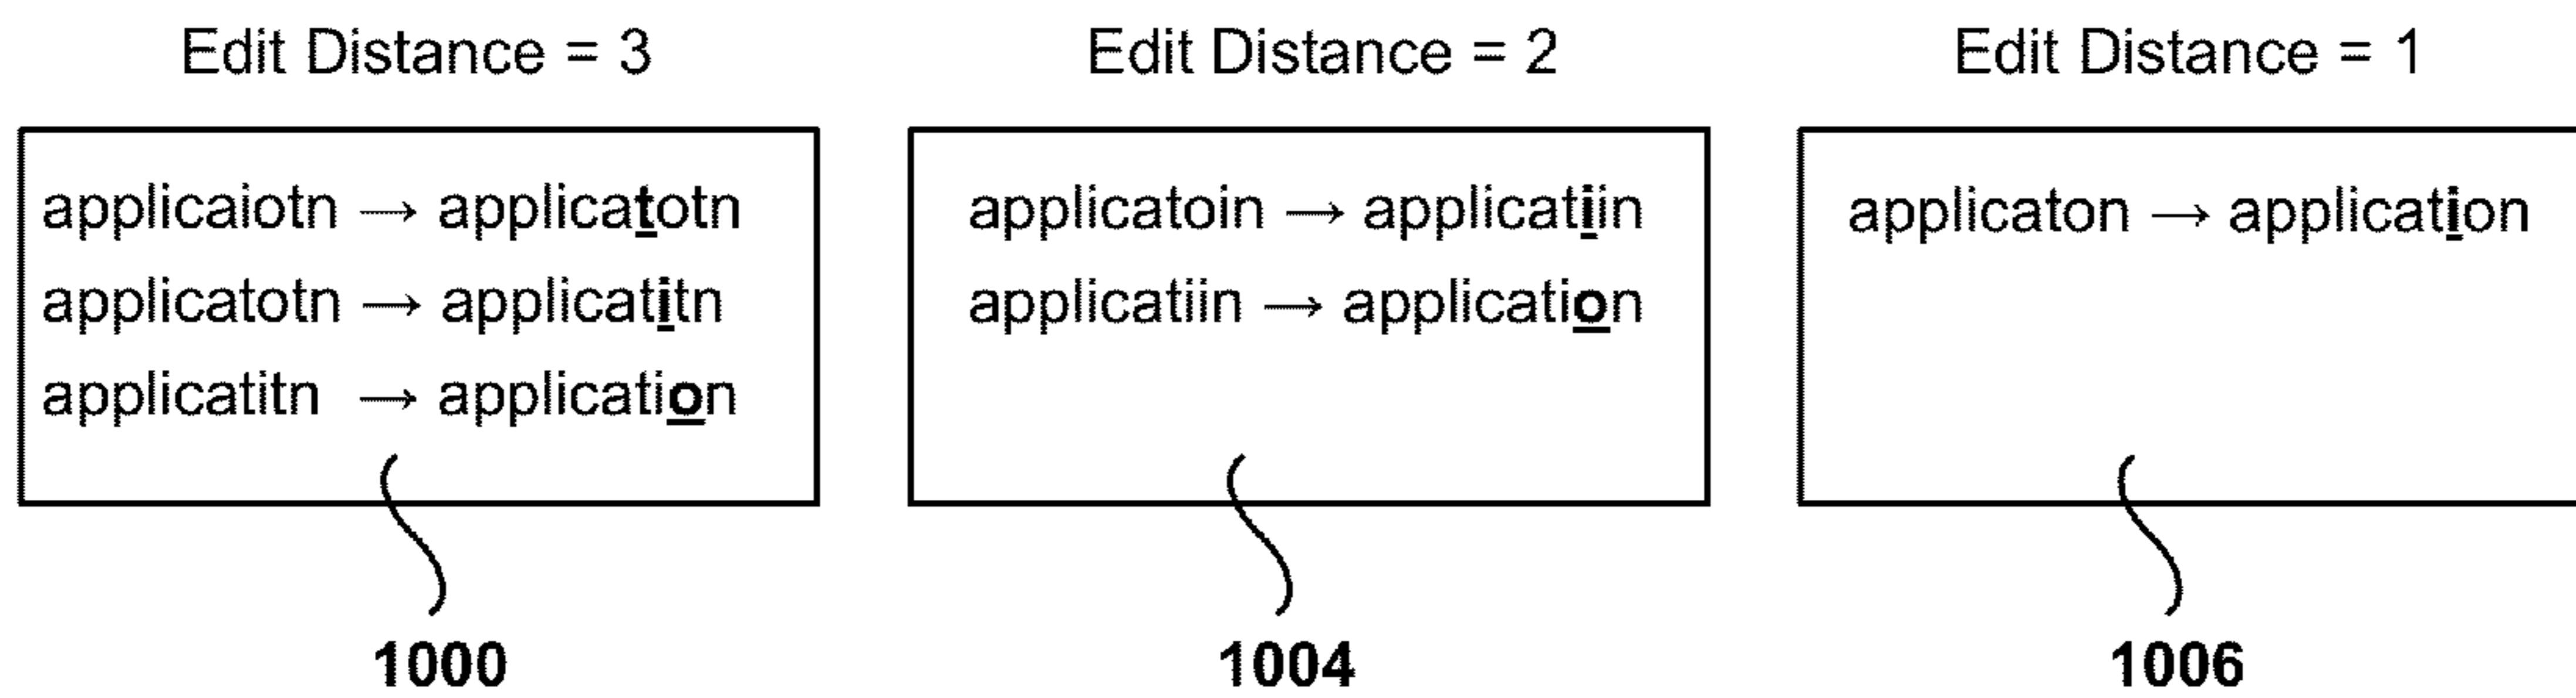 Edit Distance = 3
applicaiotn → applicatotn
applicatotn → applicatitn
applicatitn → application
1000
Edit Distance = 2
applicatoin → applicatiin
applicatiin → application
1004
Edit Distance = 1
applicaton → application
1006